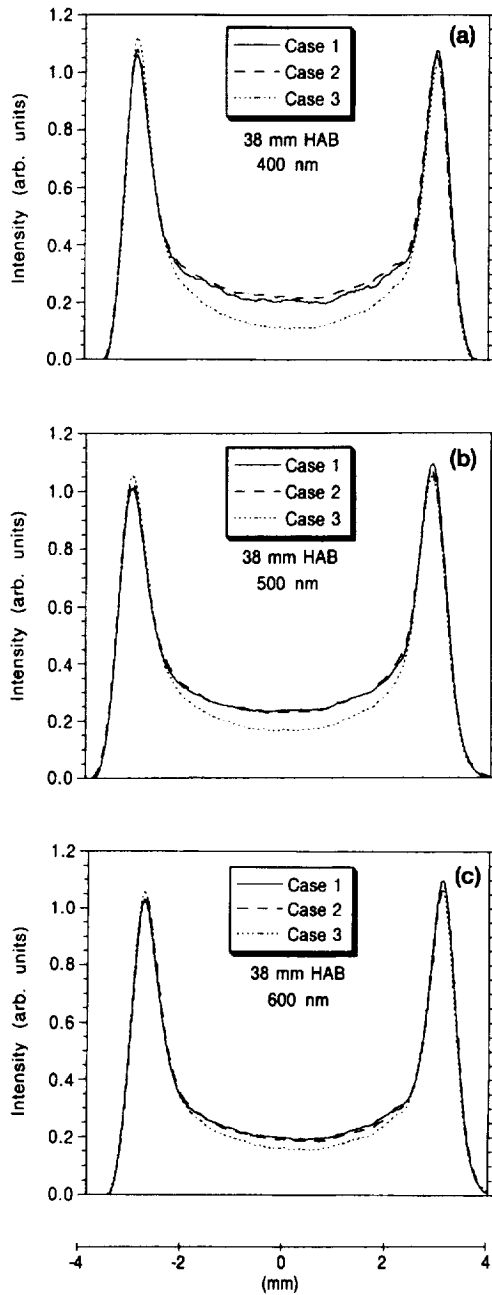 (a)
1.2
1.0
0.8
0.6
0.4
0.2
0.0
Intensity (arb. units)
Case 1
Case 2
Case 3
38 mm HAB
400 nm
(b)
1.2
1.0
0.8
0.6
0.4
0.2
0.0
Intensity (arb. units)
Case 1
Case 2
Case 3
38 mm HAB
500 nm
(c)
1.2
1.0
0.8
0.6
0.4
0.2
0.0
Intensity (arb. units)
Case 1
Case 2
Case 3
38 mm HAB
600 nm
-4 -2 0 2 4
(mm)